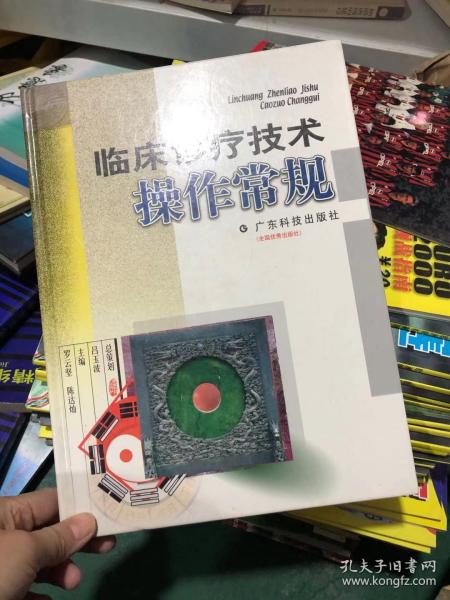 Linchuang Zhenliao Jishu
Caozuo Changgui
临床诊疗技术
操作常规
广东科技出版社
(全国优秀出版社)
总策划
吕玉波
主编
罗云坚 陈达灿
孔夫子旧书网
www.kongfz.com